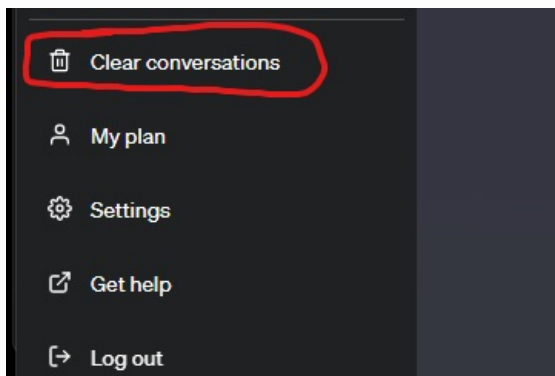 Clear conversations
My plan
Settings
Get help
Log out